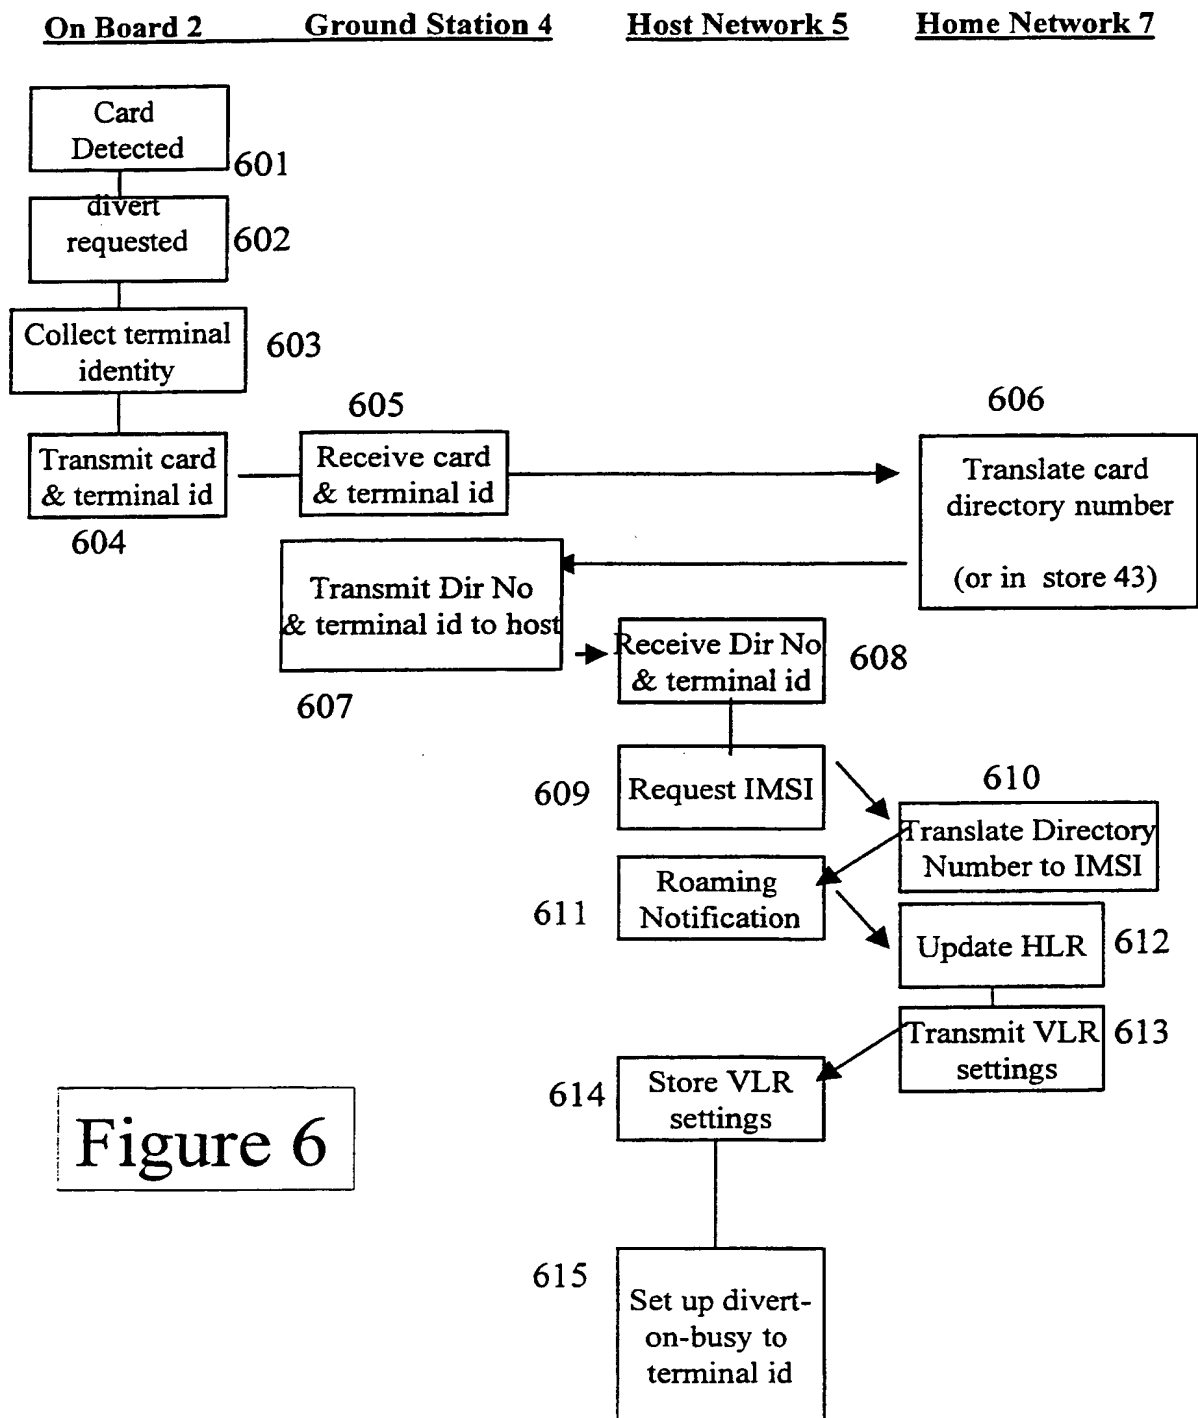 On Board 2 Ground Station 4 Host Network 5 Home Network 7
Card
Detected
601
divert
requested
602
Collect terminal
identity
603
Transmit card
& terminal id
604
605
Receive card
& terminal id
606
Translate card
directory number
(or in store 43)
Transmit Dir No
& terminal id to host
607
Receive Dir No
& terminal id
608
609
Request IMSI
610
Translate Directory
Number to IMSI
611
Roaming
Notification
Update HLR
612
Transmit VLR
settings
613
614
Store VLR
settings
615
Set up divert-
on-busy to
terminal id
Figure 6